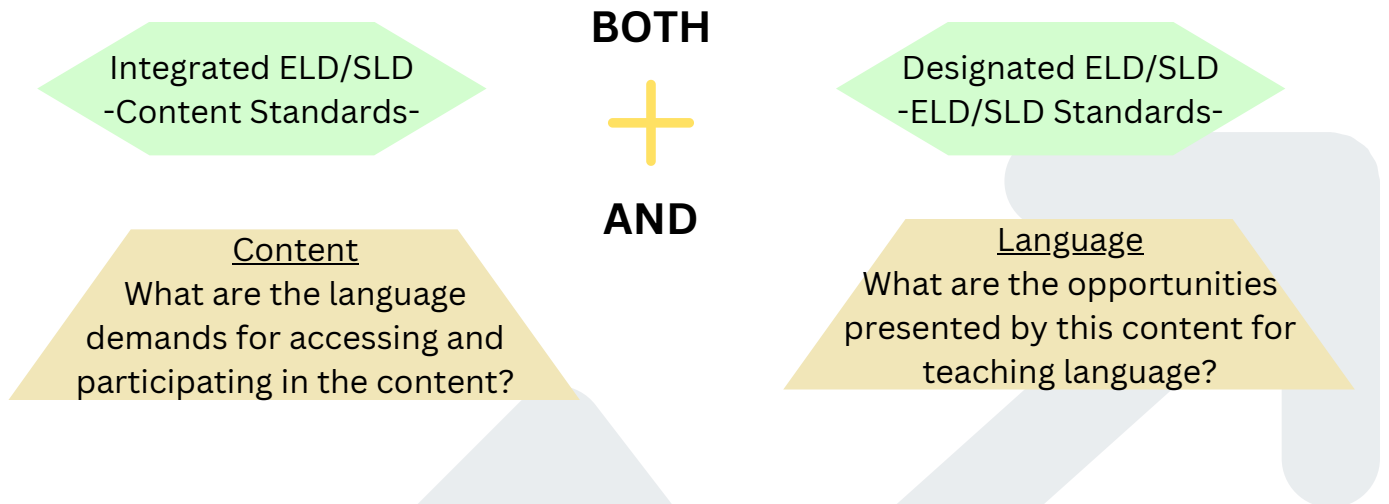 Integrated ELD/SLD
-Content Standards-
BOTH
AND
Designated ELD/SLD
-ELD/SLD Standards-
Content
What are the language
demands for accessing and
participating in the content?
Language
What are the opportunities
presented by this content for
teaching language?